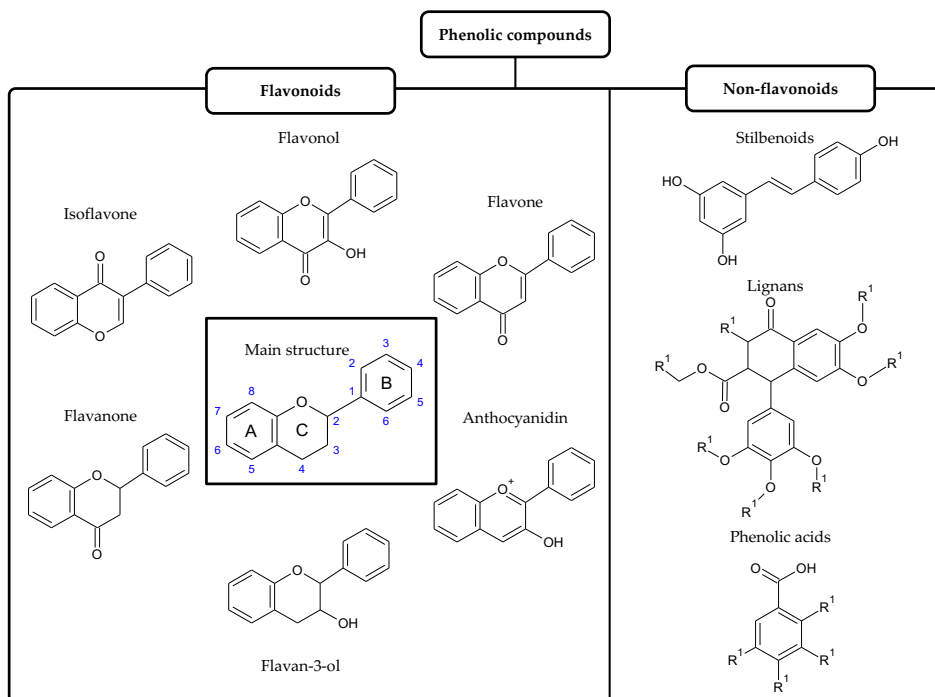 Phenolic compounds
Flavonoids
Non-flavonoids
Flavonol
O
OH
O
Isoflavone
O
O
Flavone
O
O
Main structure
A
B
C
O
1
2
3
4
5
6
2
3
4
5
6
7
8
Flavanone
O
O
Anthocyanidin
O+
OH
O
OH
Flavan-3-ol
Stilbenoids
OH
HO
OH
Lignans
R1
O
R1
O
R1
R1
O
O
O
R1
O
O
R1
O
R1
Phenolic acids
O
OH
R1
R1
R1
R1